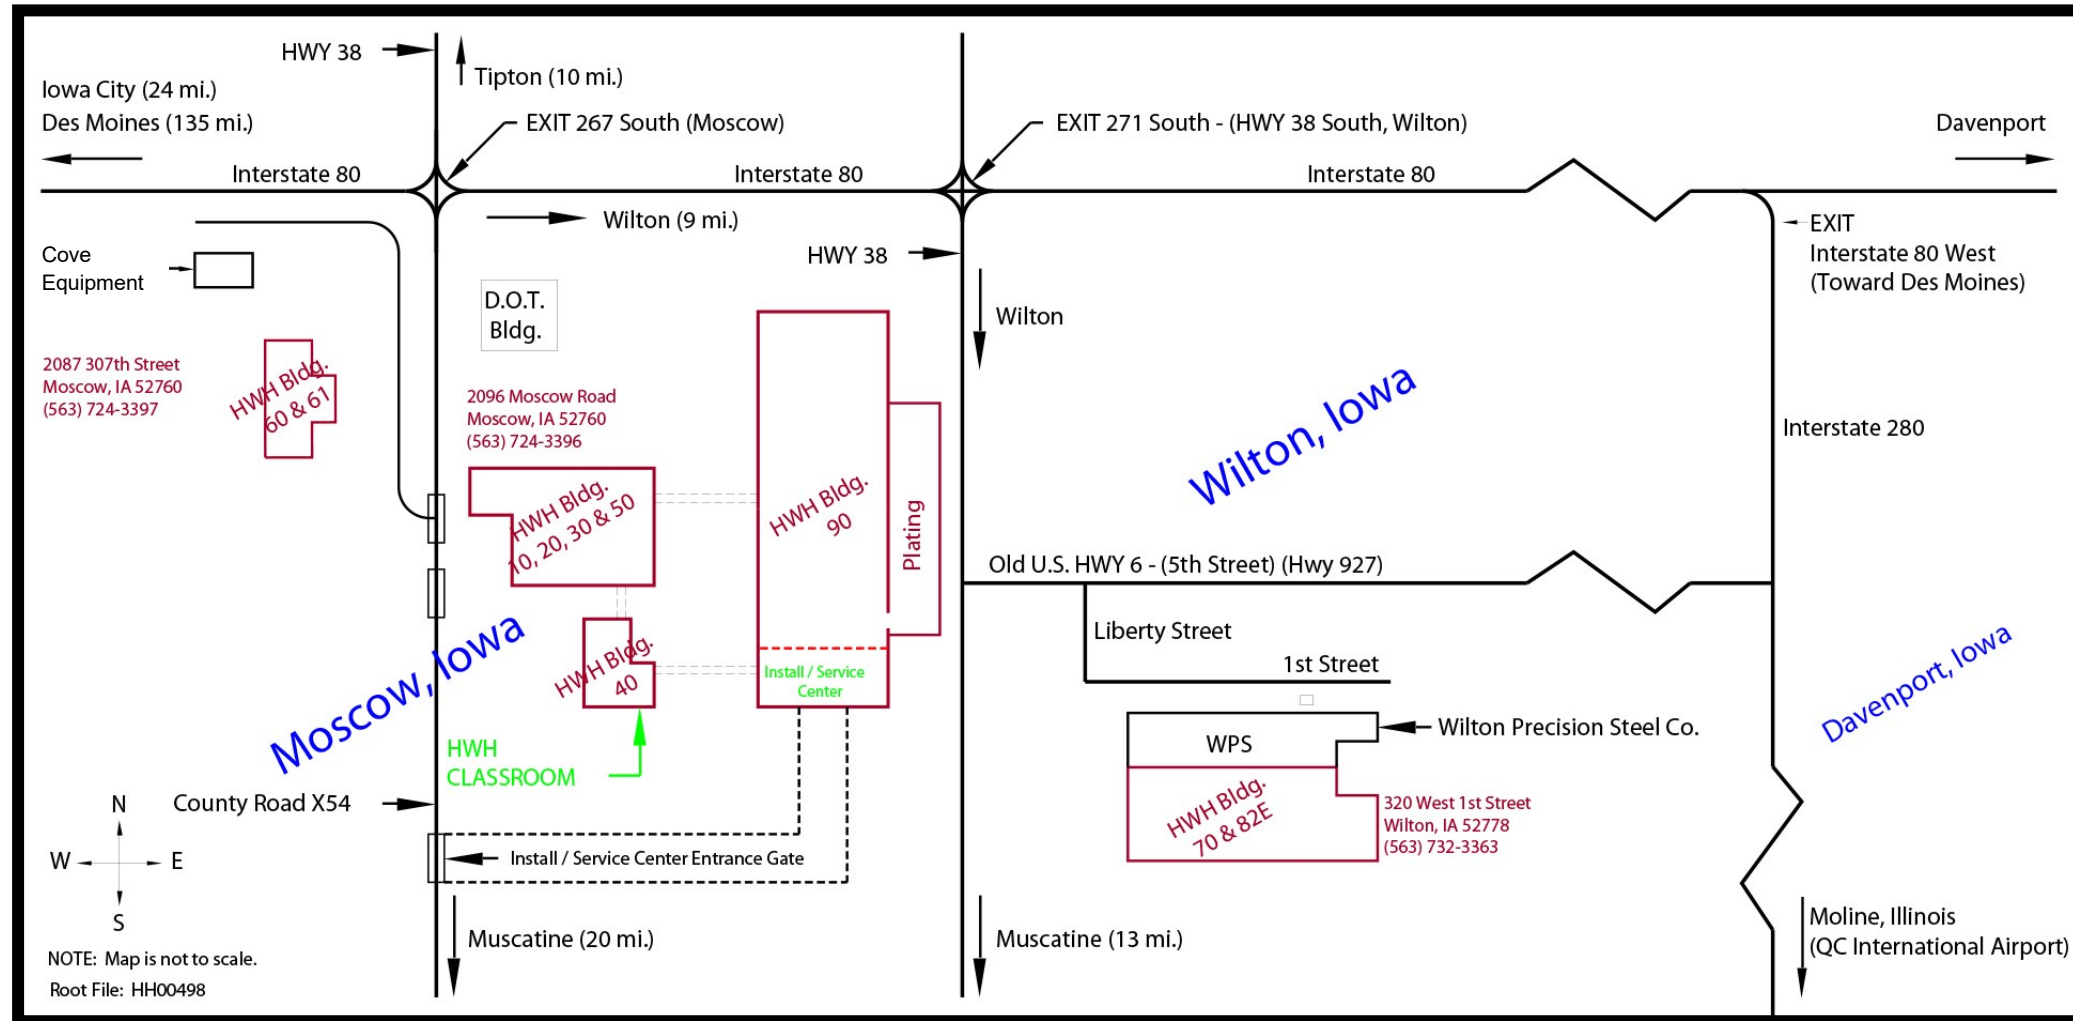 HWY 38
Tipton (10 mi.)
Iowa City (24 mi.)
Des Moines (135 mi.)
EXIT 267 South (Moscow)
EXIT 271 South - (HWY 38 South, Wilton)
Davenport
Interstate 80
Interstate 80
Interstate 80
Wilton (9 mi.)
HWY 38
EXIT
Interstate 80 West
(Toward Des Moines)
Cove
Equipment
D.O.T.
Bldg.
Wilton
2087 307th Street
Moscow, IA 52760
(563) 724-3397
HWH Bldg.
60 & 61
2096 Moscow Road
Moscow, IA 52760
(563) 724-3396
Wilton, Iowa
Interstate 280
HWH Bldg.
10, 20, 30 & 50
HWH Bldg.
90
Plating
Old U.S. HWY 6 - (5th Street) (Hwy 927)
Liberty Street
1st Street
Moscow, Iowa
HWH Bldg.
40
Install / Service
Center
Davenport, Iowa
HWH
CLASSROOM
WPS
Wilton Precision Steel Co.
HWH Bldg.
70 & 82E
320 West 1st Street
Wilton, IA 52778
(563) 732-3363
County Road X54
N
W
E
S
Install / Service Center Entrance Gate
Muscatine (20 mi.)
Muscatine (13 mi.)
Moline, Illinois
(QC International Airport)
NOTE: Map is not to scale.
Root File: HH00498